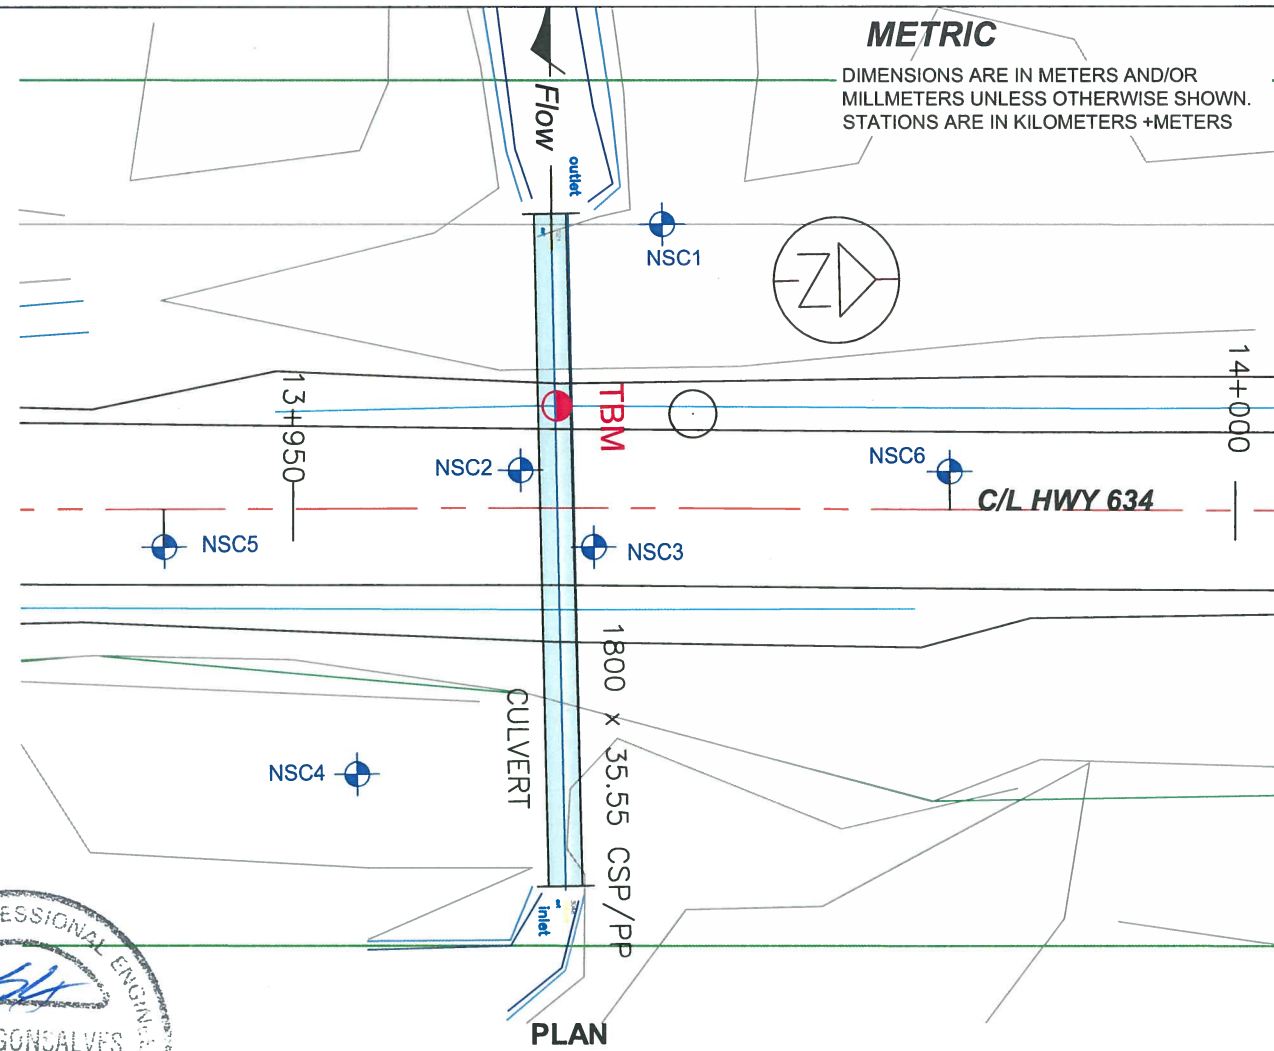 METRIC
DIMENSIONS ARE IN METERS AND/OR
MILLMETERS UNLESS OTHERWISE SHOWN.
STATIONS ARE IN KILOMETERS +METERS
Flow
outlet
NSC1
Z
13+950
TBM
14+000
NSC2
NSC6
C/L HWY 634
NSC5
NSC3
1800 x 35.55 CSP/PP
CULVERT
NSC4
inlet
ESSIONAL ENGIN
GONSALVES
PLAN